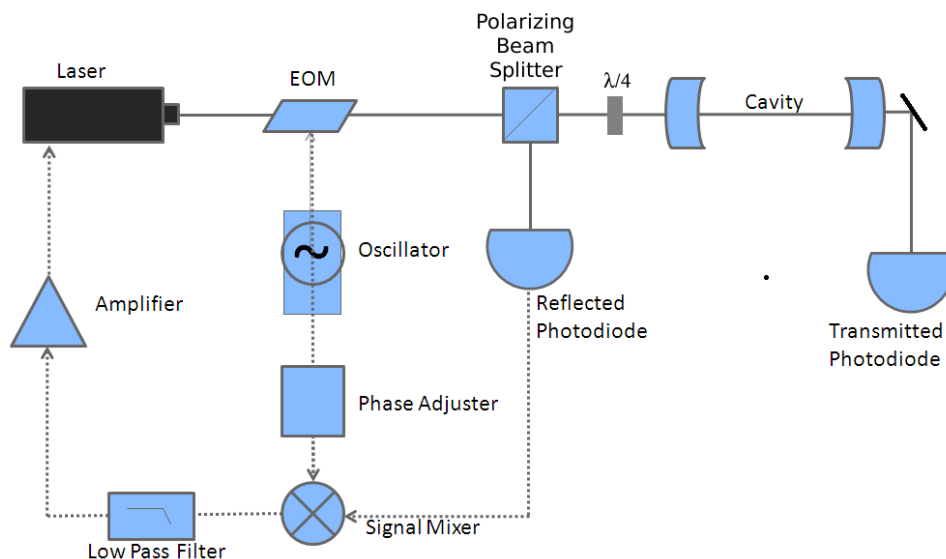 Polarizing
Beam
Splitter
Laser
EOM
λ/4
Cavity
Oscillator
Amplifier
Reflected
Photodiode
Transmitted
Photodiode
Phase Adjuster
Signal Mixer
Low Pass Filter